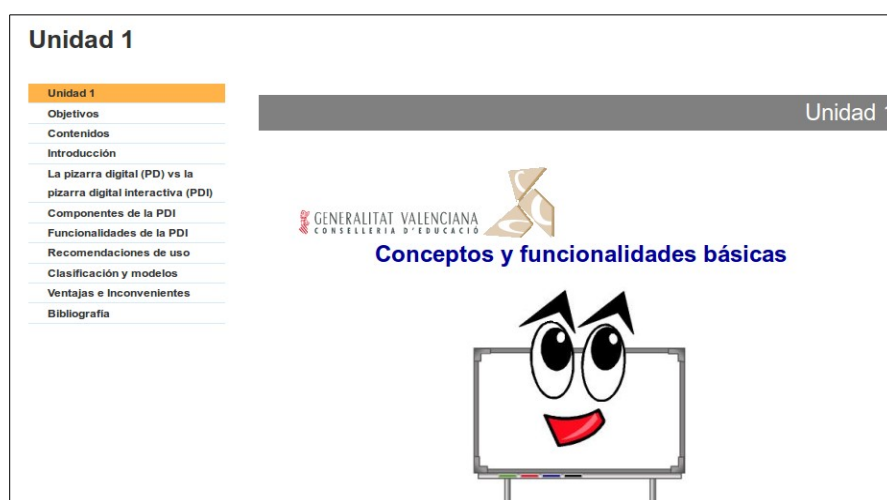 Unidad 1
Unidad 1
Objetivos
Contenidos
Introducción
La pizarra digital (PD) vs la
pizarra digital interactiva (PDI)
Componentes de la PDI
Funcionalidades de la PDI
Recomendaciones de uso
Clasificación y modelos
Ventajas e Inconvenientes
Bibliografía
Unidad 1
GENERALITAT VALENCIANA
CONSELLERIA D'EDUCACIÓ
Conceptos y funcionalidades básicas